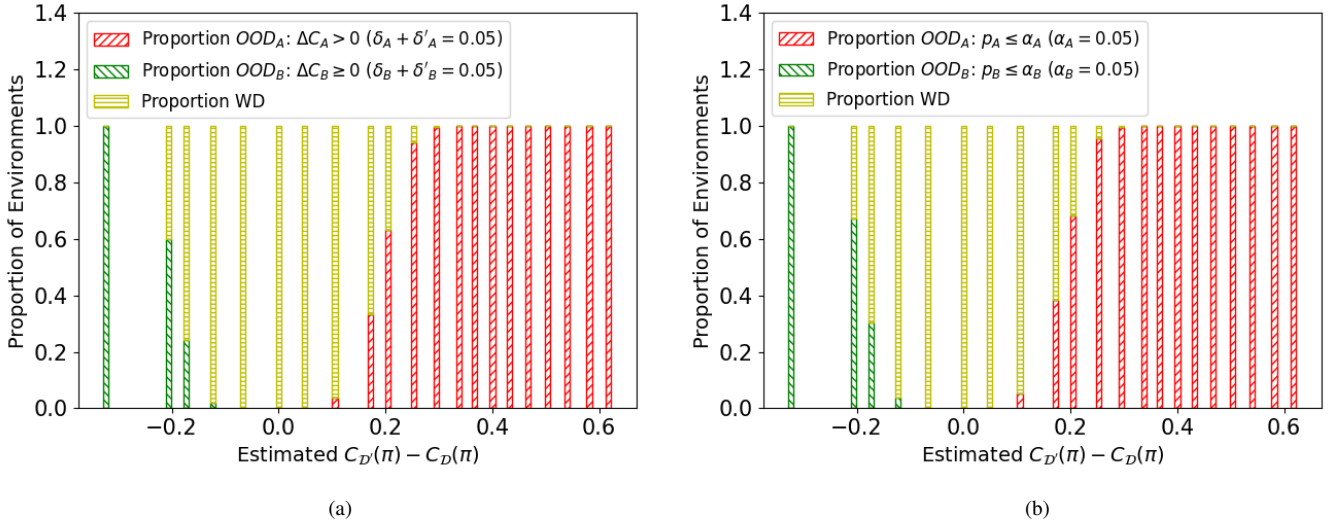 Proportion OOD_A: ΔC_A > 0 (δ_A + δ'_A = 0.05)
Proportion OOD_B: ΔC_B ≥ 0 (δ_B + δ'_B = 0.05)
Proportion WD
Proportion of Environments
1.4
1.2
1.0
0.8
0.6
0.4
0.2
0.0
−0.2 0.0 0.2 0.4 0.6
Estimated C_𝒟′(π) − C_𝒟(π)
(a)
Proportion OOD_A: p_A ≤ α_A (α_A = 0.05)
Proportion OOD_B: p_B ≤ α_B (α_B = 0.05)
Proportion WD
Proportion of Environments
1.4
1.2
1.0
0.8
0.6
0.4
0.2
0.0
−0.2 0.0 0.2 0.4 0.6
Estimated C_𝒟′(π) − C_𝒟(π)
(b)